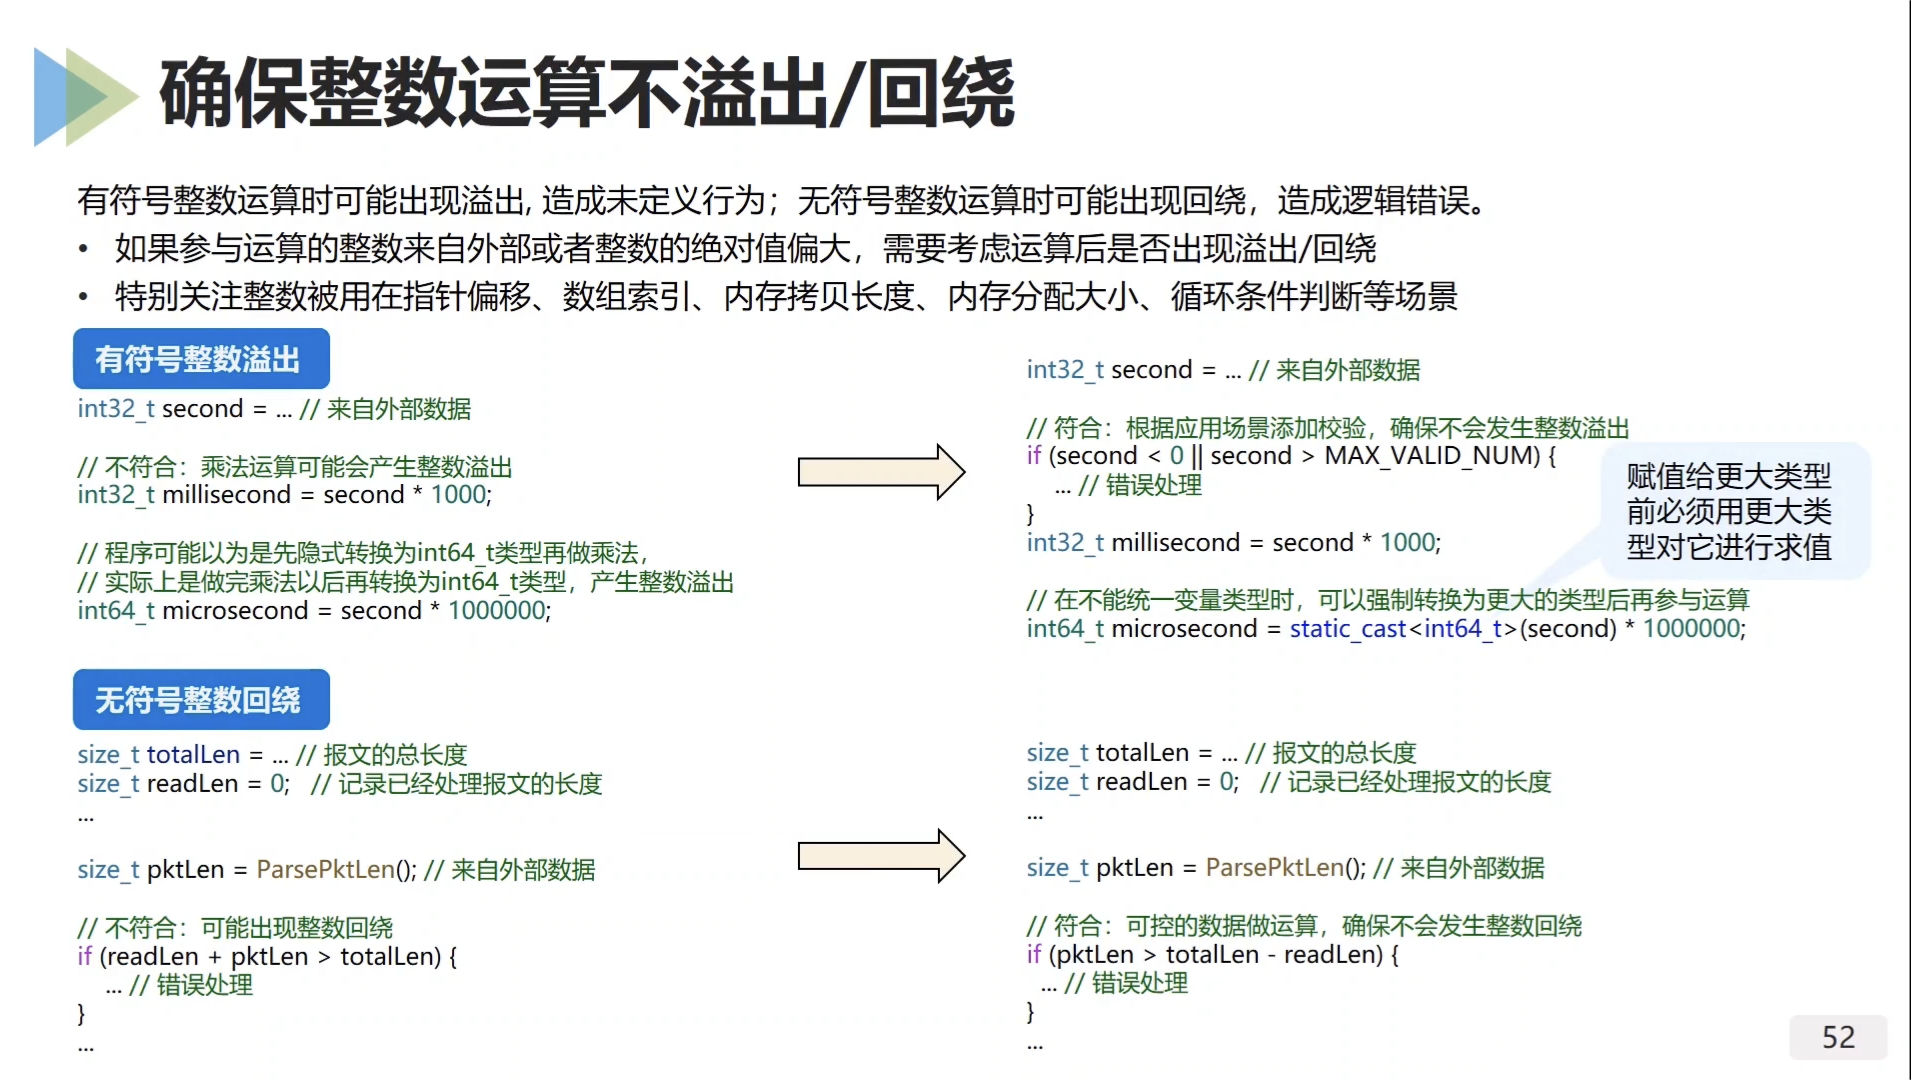 确保整数运算不溢出/回绕
有符号整数运算时可能出现溢出, 造成未定义行为；无符号整数运算时可能出现回绕，造成逻辑错误。
• 如果参与运算的整数来自外部或者整数的绝对值偏大，需要考虑运算后是否出现溢出/回绕
• 特别关注整数被用在指针偏移、数组索引、内存拷贝长度、内存分配大小、循环条件判断等场景
有符号整数溢出
int32_t second = ... // 来自外部数据
// 不符合：乘法运算可能会产生整数溢出
int32_t millisecond = second * 1000;
// 程序可能以为是先隐式转换为int64_t类型再做乘法，
// 实际上是做完乘法以后再转换为int64_t类型，产生整数溢出
int64_t microsecond = second * 1000000;
int32_t second = ... // 来自外部数据
// 符合：根据应用场景添加校验，确保不会发生整数溢出
if (second < 0 || second > MAX_VALID_NUM) {
... // 错误处理
}
int32_t millisecond = second * 1000;
// 在不能统一变量类型时，可以强制转换为更大的类型后再参与运算
int64_t microsecond = static_cast<int64_t>(second) * 1000000;
赋值给更大类型
前必须用更大类
型对它进行求值
无符号整数回绕
size_t totalLen = ... // 报文的总长度
size_t readLen = 0; // 记录已经处理报文的长度
...
size_t pktLen = ParsePktLen(); // 来自外部数据
// 不符合：可能出现整数回绕
if (readLen + pktLen > totalLen) {
... // 错误处理
}
...
size_t totalLen = ... // 报文的总长度
size_t readLen = 0; // 记录已经处理报文的长度
...
size_t pktLen = ParsePktLen(); // 来自外部数据
// 符合：可控的数据做运算，确保不会发生整数回绕
if (pktLen > totalLen - readLen) {
... // 错误处理
}
...
52